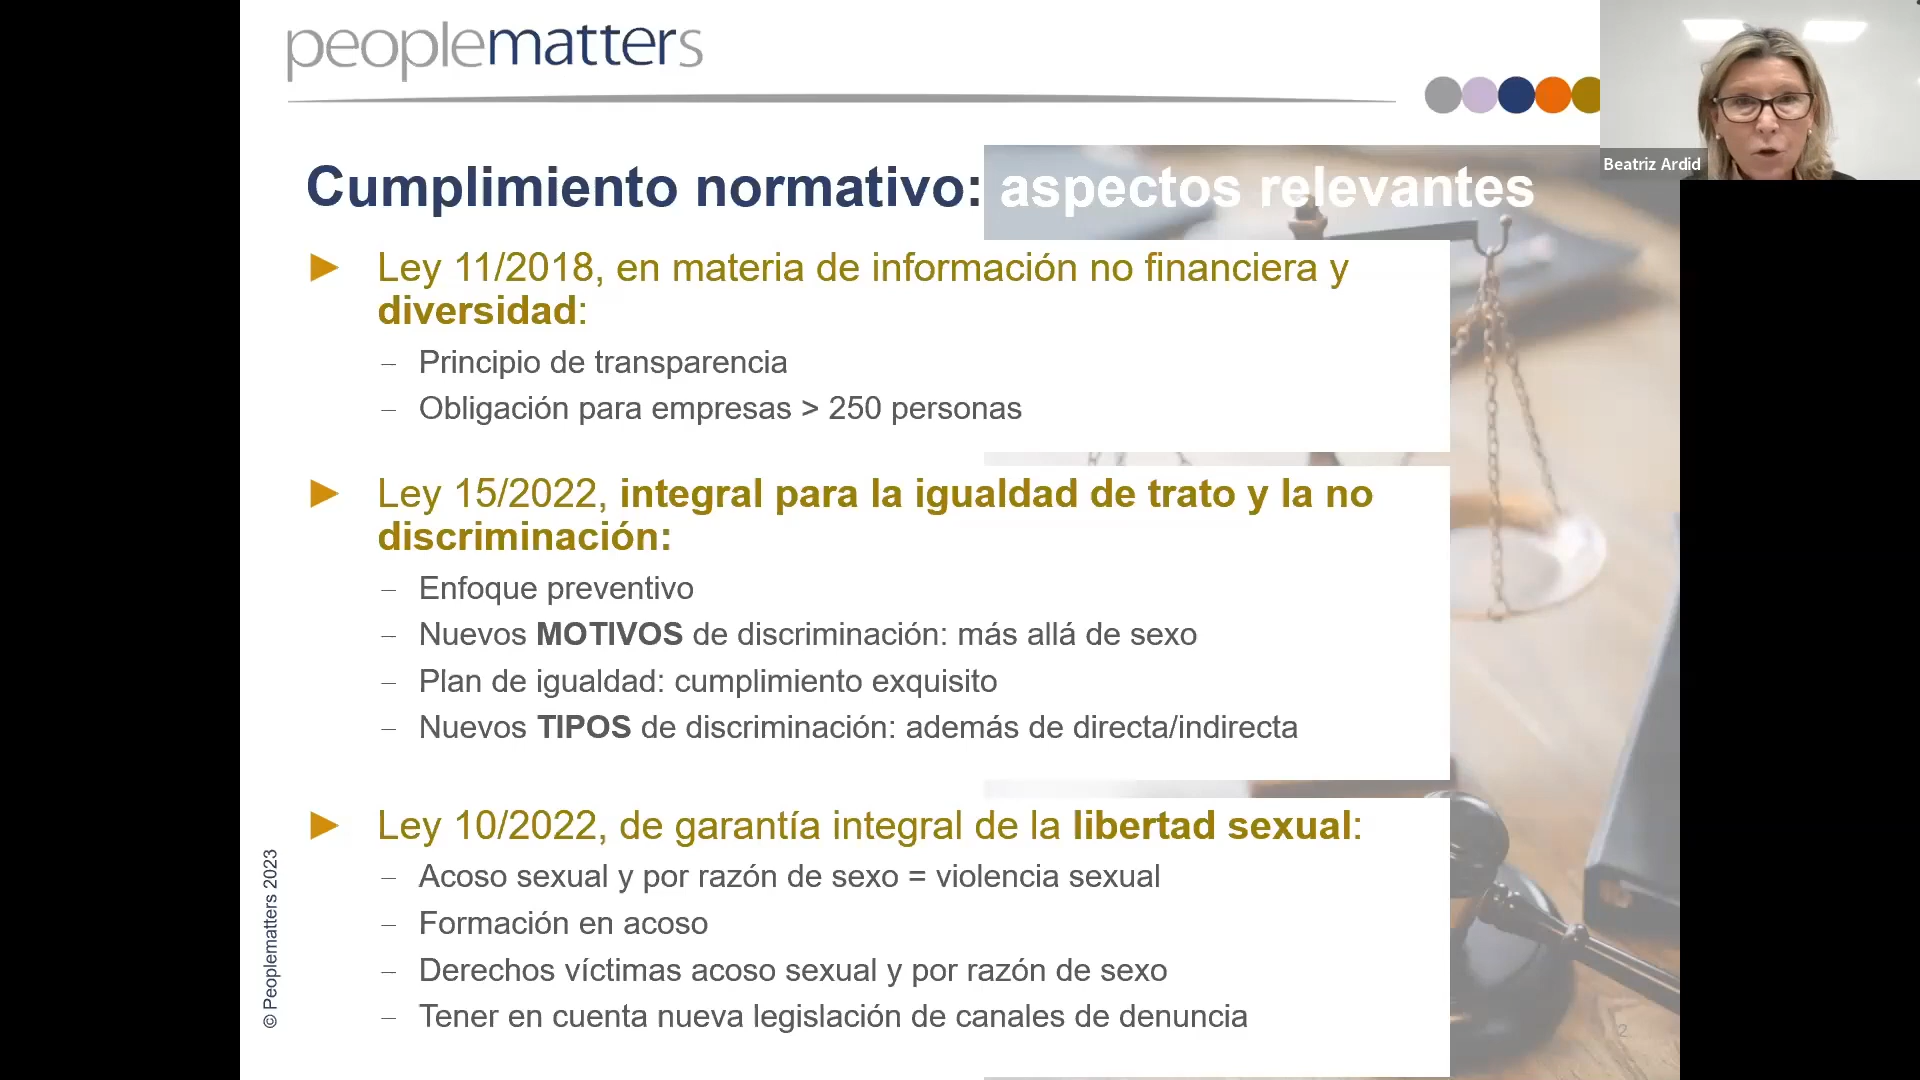 peoplematters
Beatriz Ardid
Cumplimiento normativo: aspectos relevantes
► Ley 11/2018, en materia de información no financiera y
diversidad:
– Principio de transparencia
– Obligación para empresas > 250 personas
► Ley 15/2022, integral para la igualdad de trato y la no
discriminación:
– Enfoque preventivo
– Nuevos MOTIVOS de discriminación: más allá de sexo
– Plan de igualdad: cumplimiento exquisito
– Nuevos TIPOS de discriminación: además de directa/indirecta
► Ley 10/2022, de garantía integral de la libertad sexual:
– Acoso sexual y por razón de sexo = violencia sexual
– Formación en acoso
– Derechos víctimas acoso sexual y por razón de sexo
– Tener en cuenta nueva legislación de canales de denuncia
© Peoplematters 2023
2